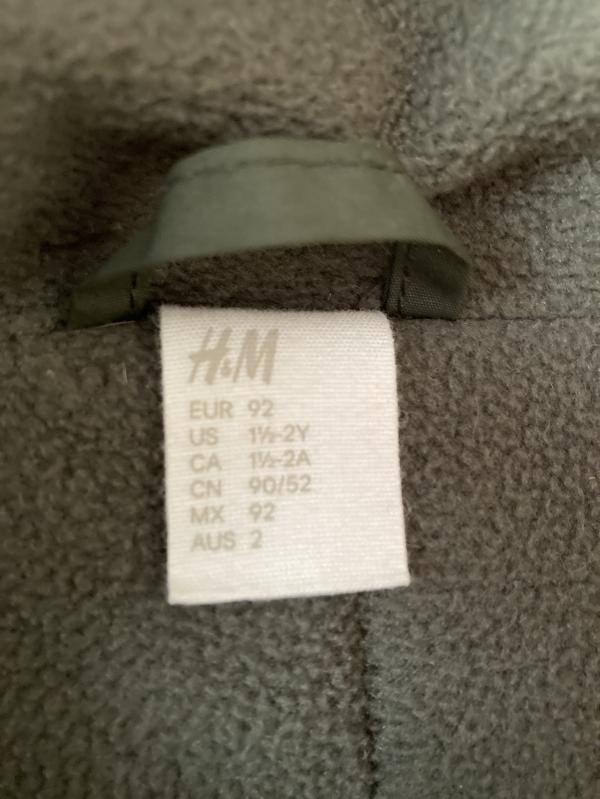 H&M
EUR 92
US 1½-2Y
CA 1½-2A
CN 90/52
MX 92
AUS 2